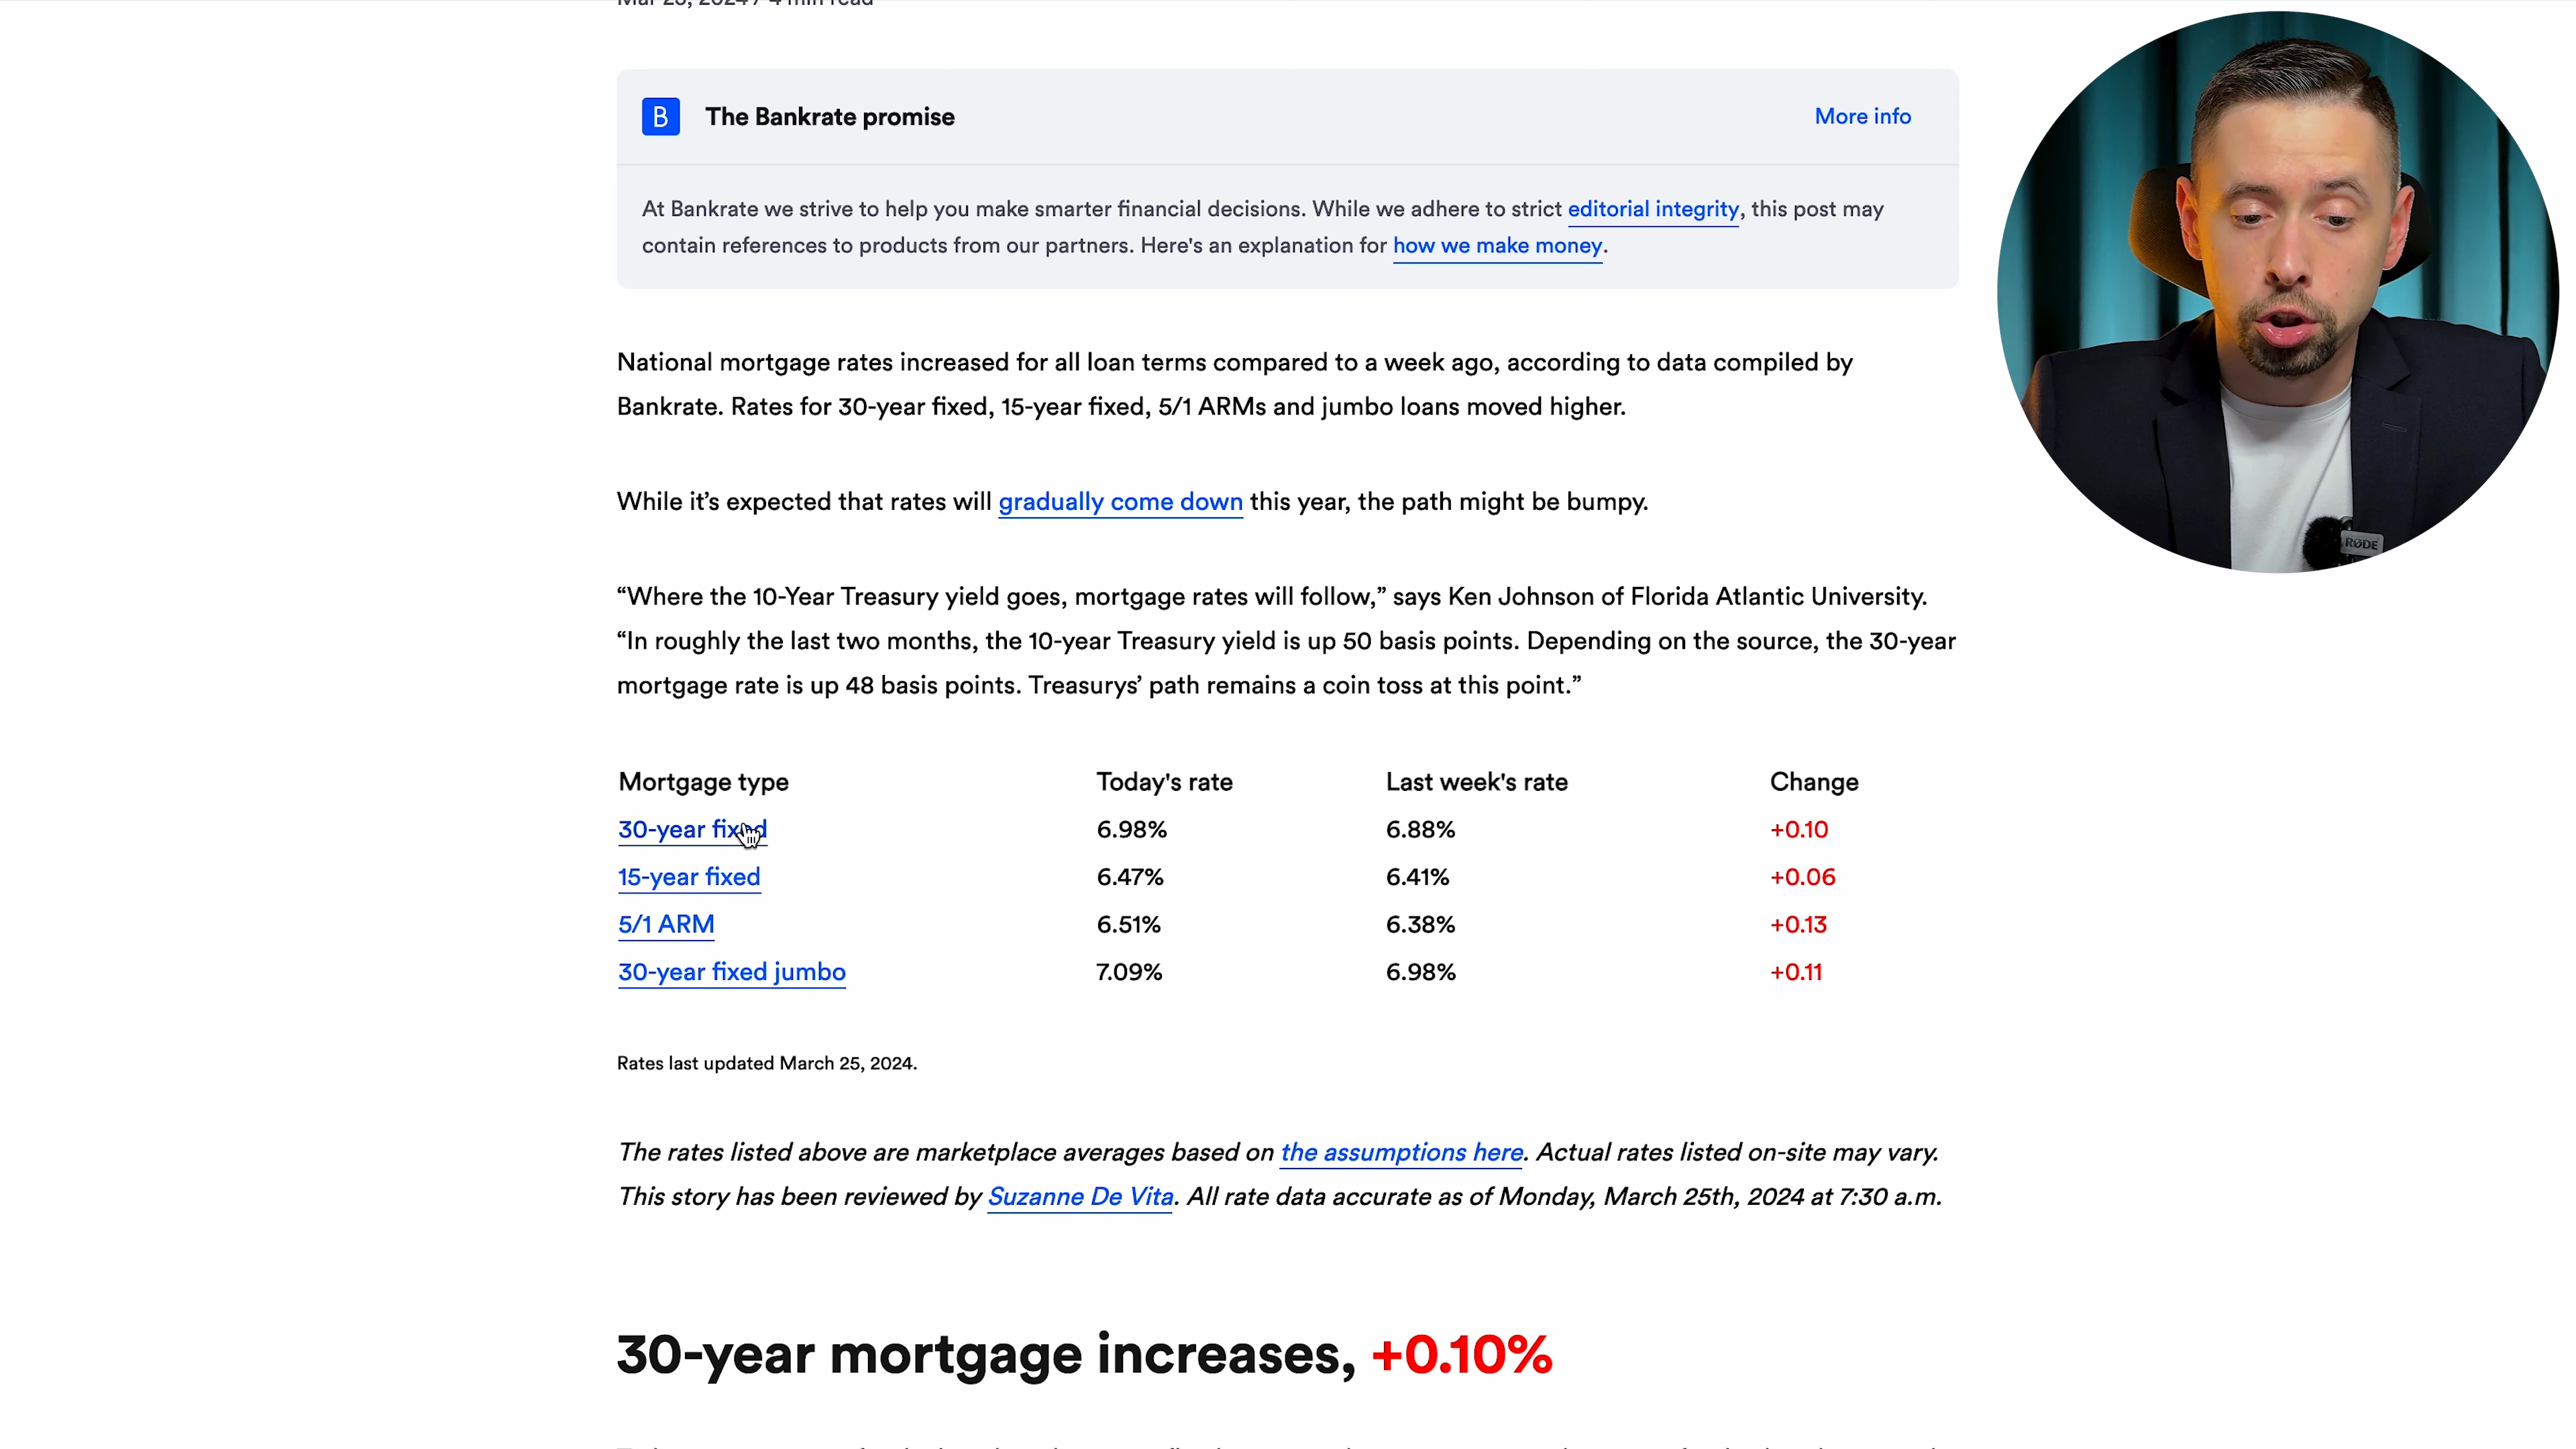 Mar 25, 2024 / 4 min read
B The Bankrate promise More info
At Bankrate we strive to help you make smarter financial decisions. While we adhere to strict editorial integrity, this post may
contain references to products from our partners. Here's an explanation for how we make money.
National mortgage rates increased for all loan terms compared to a week ago, according to data compiled by
Bankrate. Rates for 30-year fixed, 15-year fixed, 5/1 ARMs and jumbo loans moved higher.
While it’s expected that rates will gradually come down this year, the path might be bumpy.
“Where the 10-Year Treasury yield goes, mortgage rates will follow,” says Ken Johnson of Florida Atlantic University.
“In roughly the last two months, the 10-year Treasury yield is up 50 basis points. Depending on the source, the 30-year
mortgage rate is up 48 basis points. Treasurys’ path remains a coin toss at this point.”
Mortgage type Today's rate Last week's rate Change
30-year fixed 6.98% 6.88% +0.10
15-year fixed 6.47% 6.41% +0.06
5/1 ARM 6.51% 6.38% +0.13
30-year fixed jumbo 7.09% 6.98% +0.11
Rates last updated March 25, 2024.
The rates listed above are marketplace averages based on the assumptions here. Actual rates listed on-site may vary.
This story has been reviewed by Suzanne De Vita. All rate data accurate as of Monday, March 25th, 2024 at 7:30 a.m.
30-year mortgage increases, +0.10%
RØDE